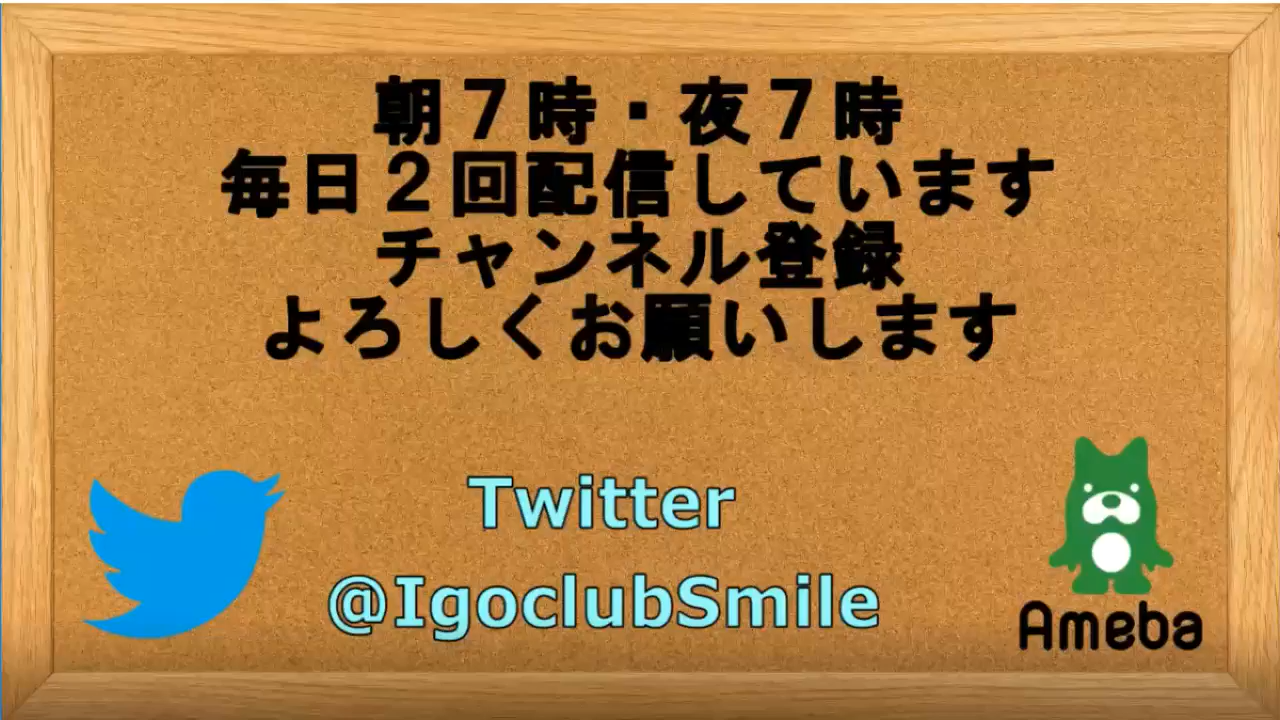 朝７時・夜７時
毎日２回配信しています
チャンネル登録
よろしくお願いします
Twitter
@IgoclubSmile
Ameba